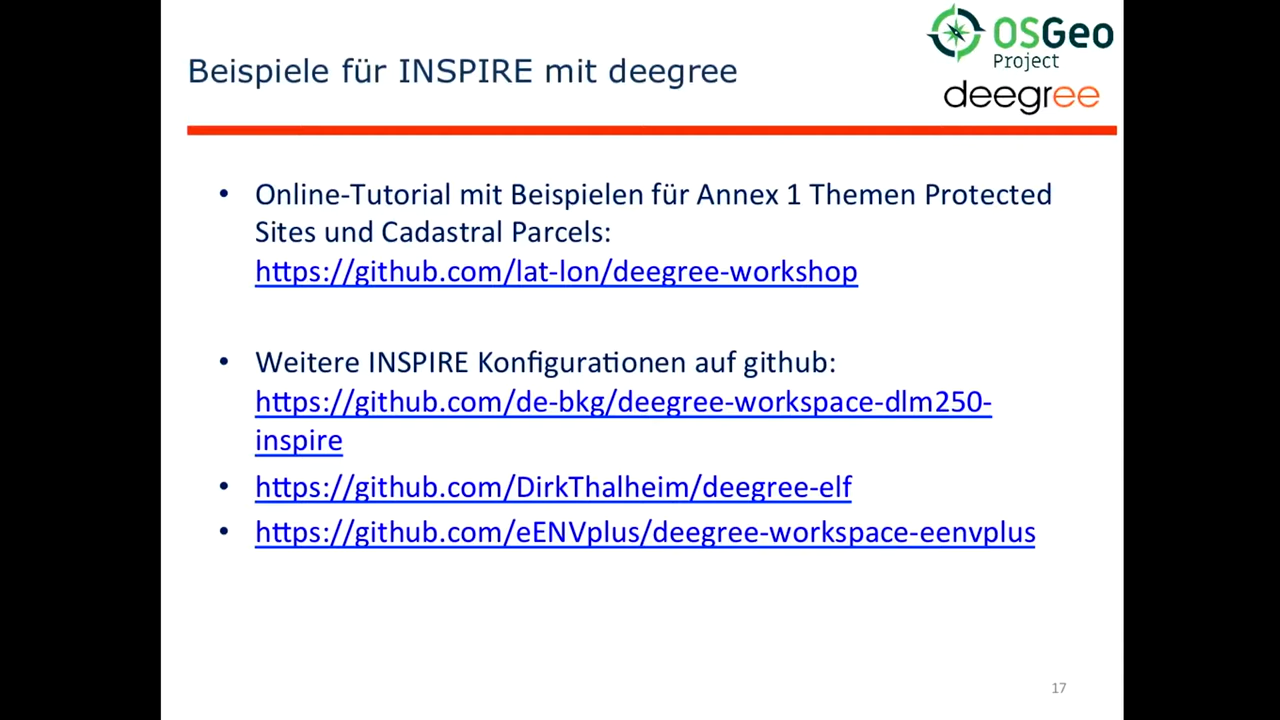 OSGeo
Project
deegree
Beispiele für INSPIRE mit deegree
• Online-Tutorial mit Beispielen für Annex 1 Themen Protected
Sites und Cadastral Parcels:
https://github.com/lat-lon/deegree-workshop
• Weitere INSPIRE Konfigurationen auf github:
https://github.com/de-bkg/deegree-workspace-dlm250-
inspire
• https://github.com/DirkThalheim/deegree-elf
• https://github.com/eENVplus/deegree-workspace-eenvplus
17